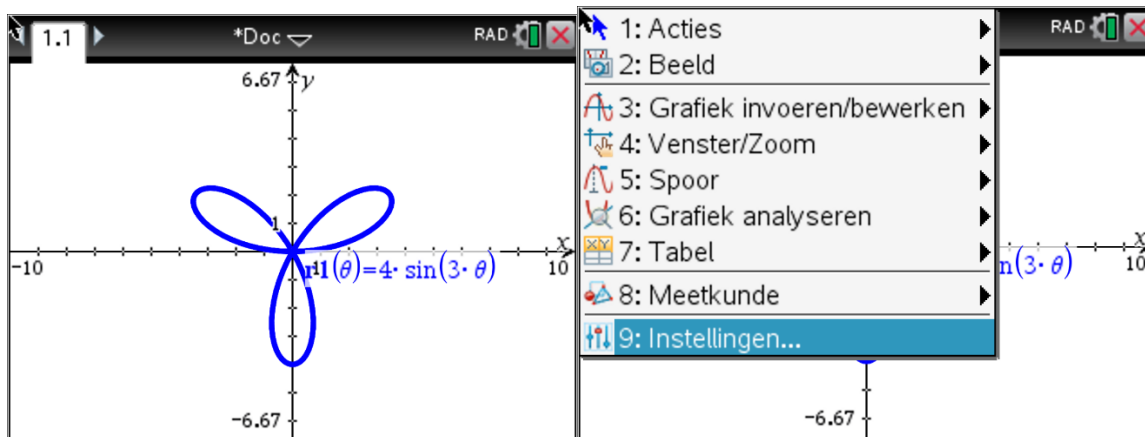 1.1 *Doc RAD
6.67 y
1
-10 x 10
r1(θ)=4· sin(3· θ)
-6.67
1: Acties RAD
2: Beeld
3: Grafiek invoeren/bewerken
4: Venster/Zoom
5: Spoor
6: Grafiek analyseren
7: Tabel
8: Meetkunde
9: Instellingen...
x
n(3· θ) 10
-6.67